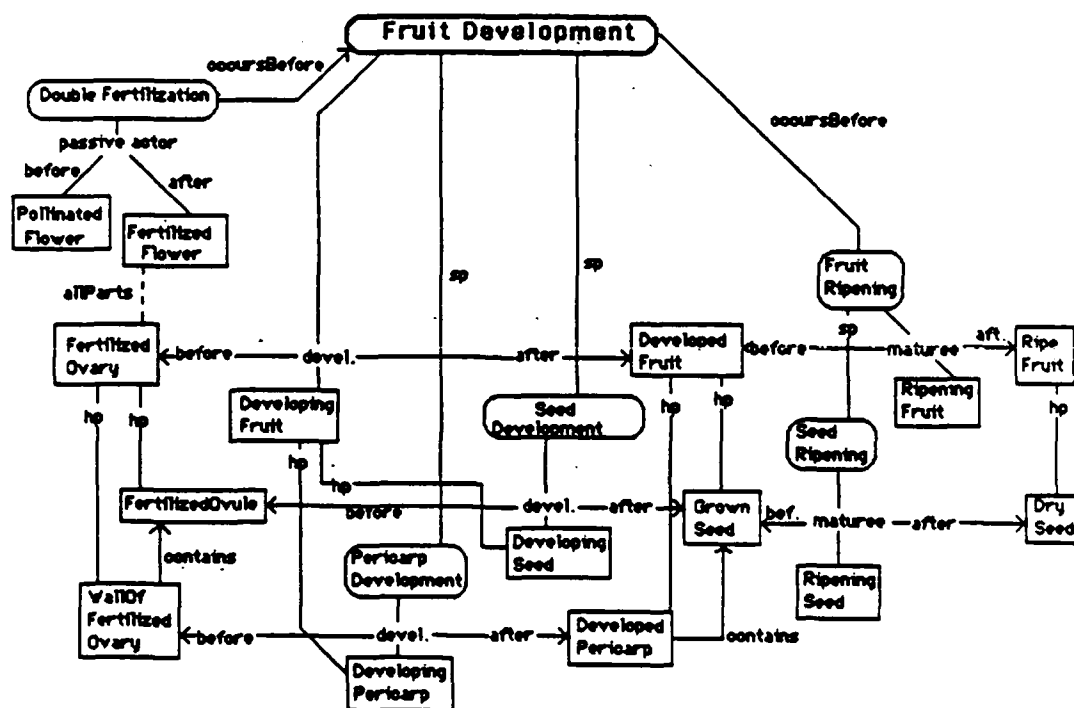 Fruit Development
occursBefore
Double Fertilization
occursBefore
passive actor
before
after
Pollinated
Flower
Fertilized
Flower
sp
sp
Fruit
Ripening
allParts
sp
Fertilized
Ovary
before
devel.
after
Developed
Fruit
before
maturee
aft.
Ripe
Fruit
hp
hp
Developing
Fruit
Seed
Development
hp
hp
Ripening
Fruit
hp
Seed
Ripening
hp
hp
FertilizedOvule
before
devel.
after
Grown
Seed
bef.
maturee
after
Dry
Seed
contains
Pericarp
Development
Developing
Seed
Ripening
Seed
WallOf
Fertilized
Ovary
before
devel.
after
Developed
Pericarp
contains
Developing
Pericarp